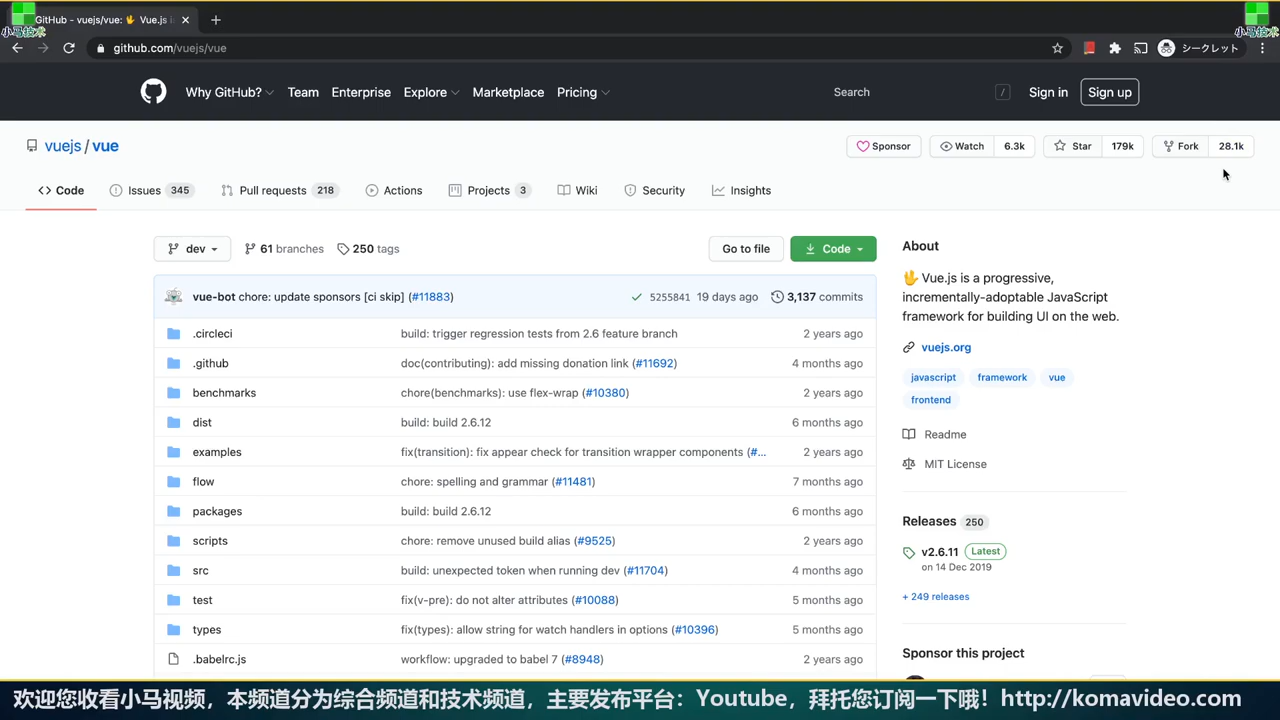 GitHub - vuejs/vue: 🖖 Vue.js is
小马技术
小马技术
github.com/vuejs/vue
シークレット
Why GitHub? Team Enterprise Explore Marketplace Pricing Search / Sign in Sign up
vuejs / vue
Sponsor Watch 6.3k Star 179k Fork 28.1k
Code Issues 345 Pull requests 218 Actions Projects 3 Wiki Security Insights
dev 61 branches 250 tags Go to file Code
vue-bot chore: update sponsors [ci skip] (#11883) 5255841 19 days ago 3,137 commits
.circleci build: trigger regression tests from 2.6 feature branch 2 years ago
.github doc(contributing): add missing donation link (#11692) 4 months ago
benchmarks chore(benchmarks): use flex-wrap (#10380) 2 years ago
dist build: build 2.6.12 6 months ago
examples fix(transition): fix appear check for transition wrapper components (#... 2 years ago
flow chore: spelling and grammar (#11481) 7 months ago
packages build: build 2.6.12 6 months ago
scripts chore: remove unused build alias (#9525) 2 years ago
src build: unexpected token when running dev (#11704) 4 months ago
test fix(v-pre): do not alter attributes (#10088) 5 months ago
types fix(types): allow string for watch handlers in options (#10396) 5 months ago
.babelrc.js workflow: upgraded to babel 7 (#8948) 2 years ago
About
🖖 Vue.js is a progressive,
incrementally-adoptable JavaScript
framework for building UI on the web.
vuejs.org
javascript framework vue
frontend
Readme
MIT License
Releases 250
v2.6.11 Latest
on 14 Dec 2019
+ 249 releases
Sponsor this project
欢迎您收看小马视频，本频道分为综合频道和技术频道，主要发布平台：Youtube，拜托您订阅一下哦！http://komavideo.com